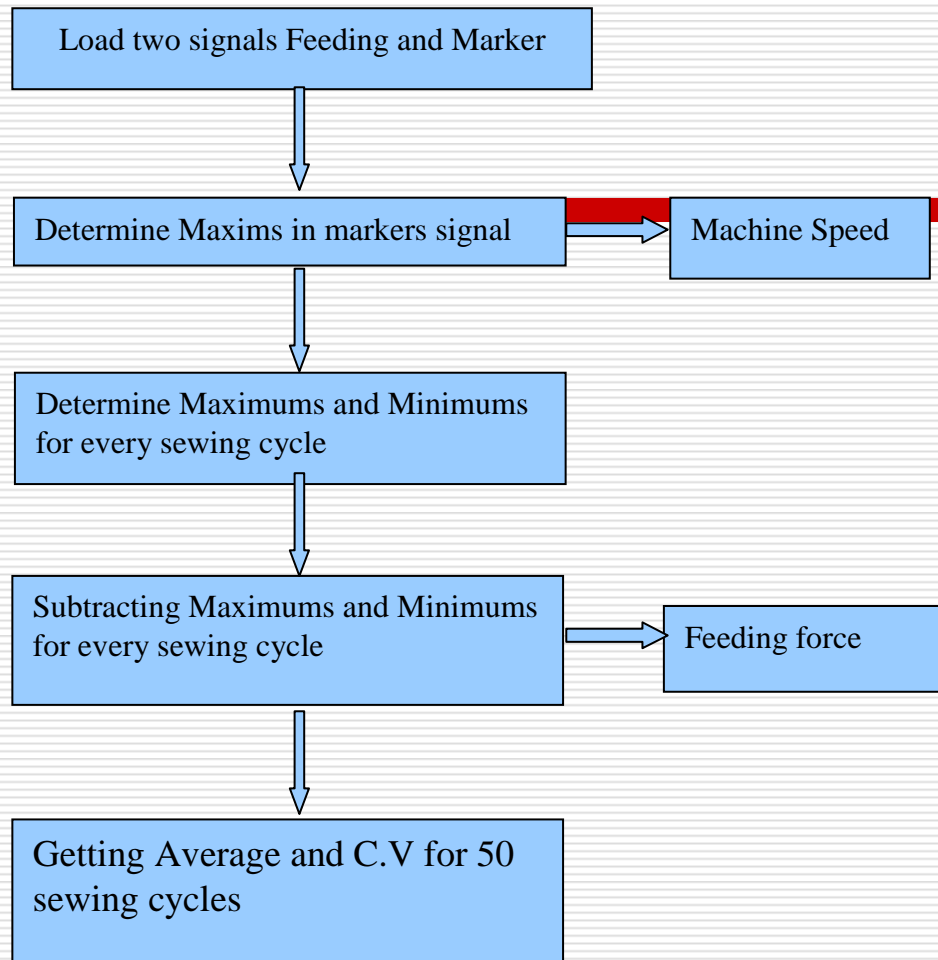 Load two signals Feeding and Marker
Determine Maxims in markers signal
Machine Speed
Determine Maximums and Minimums
for every sewing cycle
Subtracting Maximums and Minimums
for every sewing cycle
Feeding force
Getting Average and C.V for 50
sewing cycles